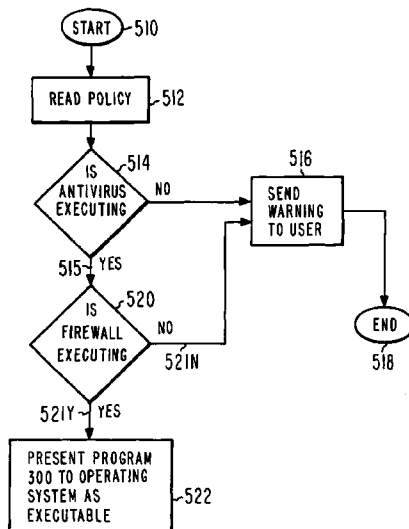 START
510
READ POLICY
512
514
IS
ANTIVIRUS
EXECUTING
NO
516
SEND
WARNING
TO USER
515
YES
520
IS
FIREWALL
EXECUTING
NO
521N
END
518
521Y
YES
PRESENT PROGRAM
300 TO OPERATING
SYSTEM AS
EXECUTABLE
522